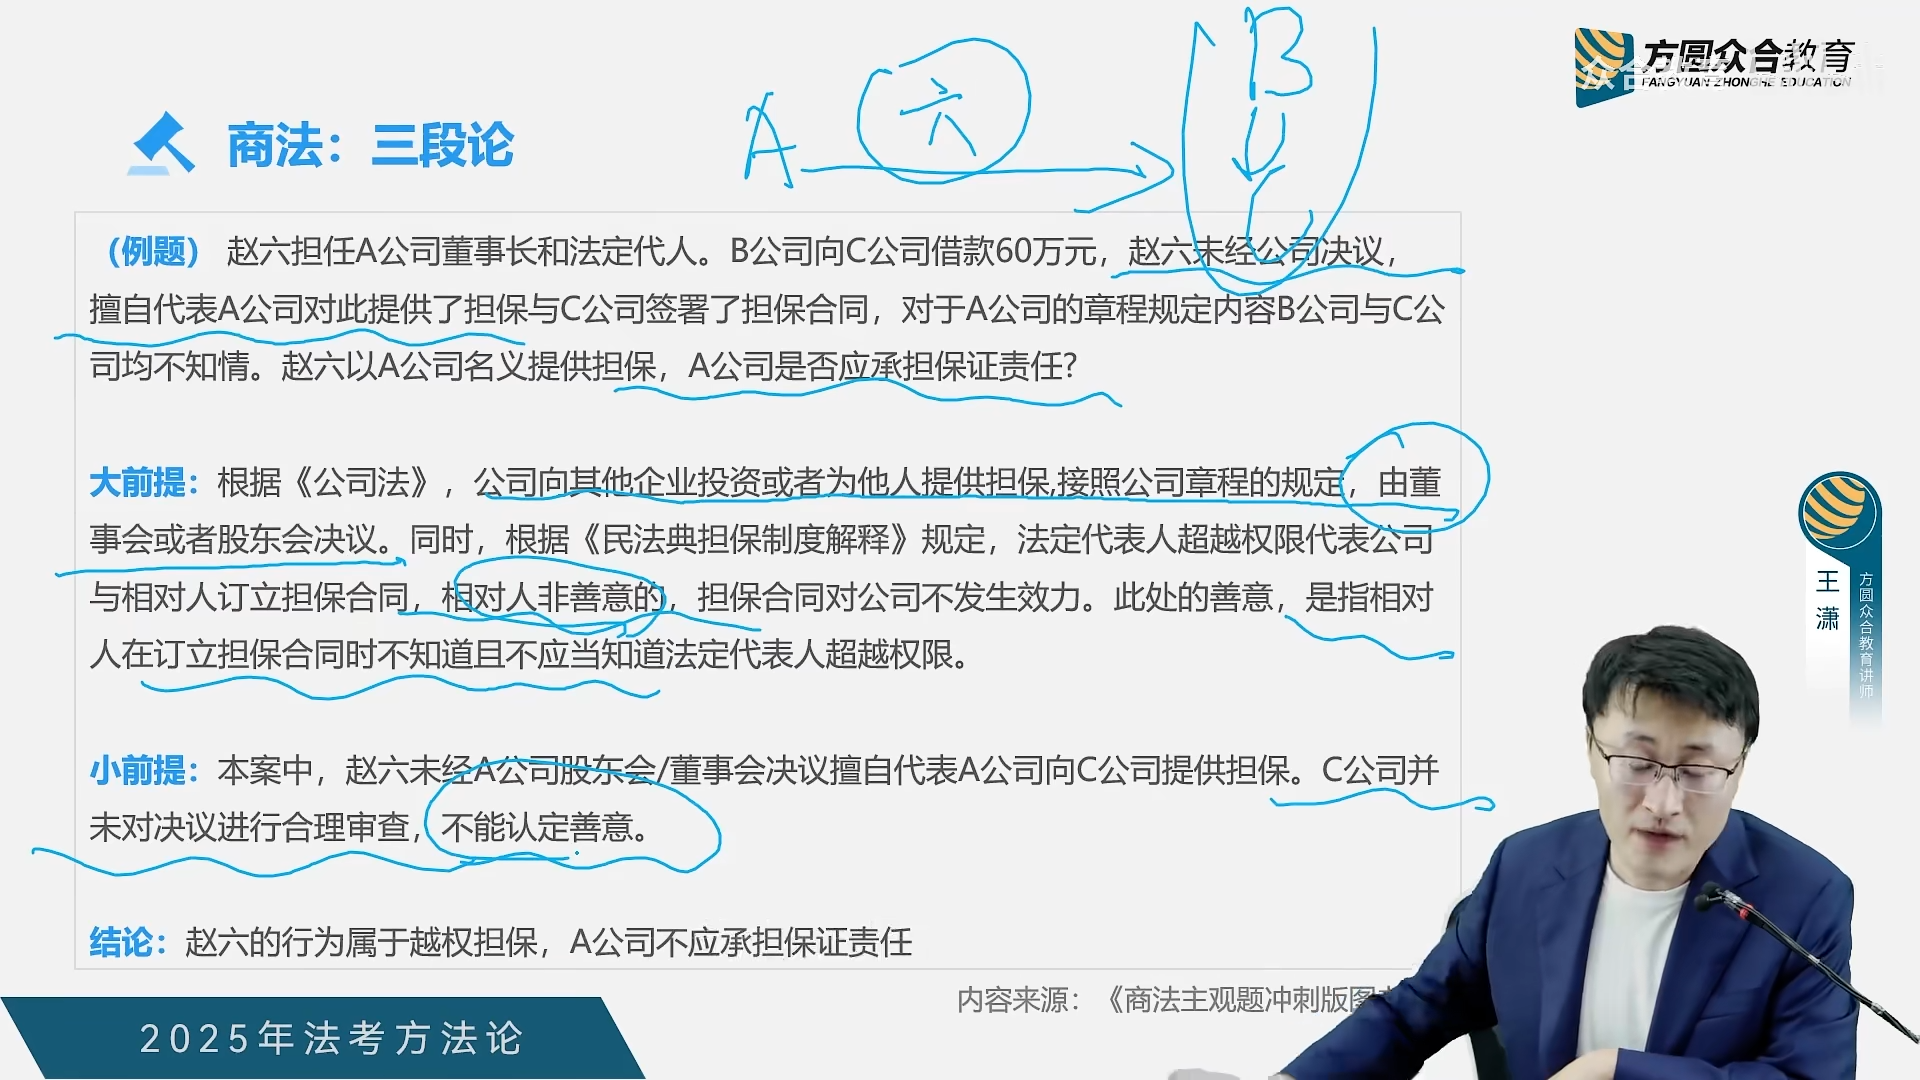 A
六
B
方圆众合教育
FANGYUAN ZHONGHE EDUCATION
商法：三段论
（例题） 赵六担任A公司董事长和法定代人。B公司向C公司借款60万元，赵六未经公司决议，
擅自代表A公司对此提供了担保与C公司签署了担保合同，对于A公司的章程规定内容B公司与C公
司均不知情。赵六以A公司名义提供担保，A公司是否应承担保证责任?
大前提：根据《公司法》，公司向其他企业投资或者为他人提供担保,按照公司章程的规定，由董
事会或者股东会决议。同时，根据《民法典担保制度解释》规定，法定代表人超越权限代表公司
与相对人订立担保合同，相对人非善意的，担保合同对公司不发生效力。此处的善意，是指相对
人在订立担保合同时不知道且不应当知道法定代表人超越权限。
小前提：本案中，赵六未经A公司股东会/董事会决议擅自代表A公司向C公司提供担保。C公司并
未对决议进行合理审查，不能认定善意。
结论：赵六的行为属于越权担保，A公司不应承担保证责任
内容来源：《商法主观题冲刺版图
2025年法考方法论
王潇
方圆众合教育讲师